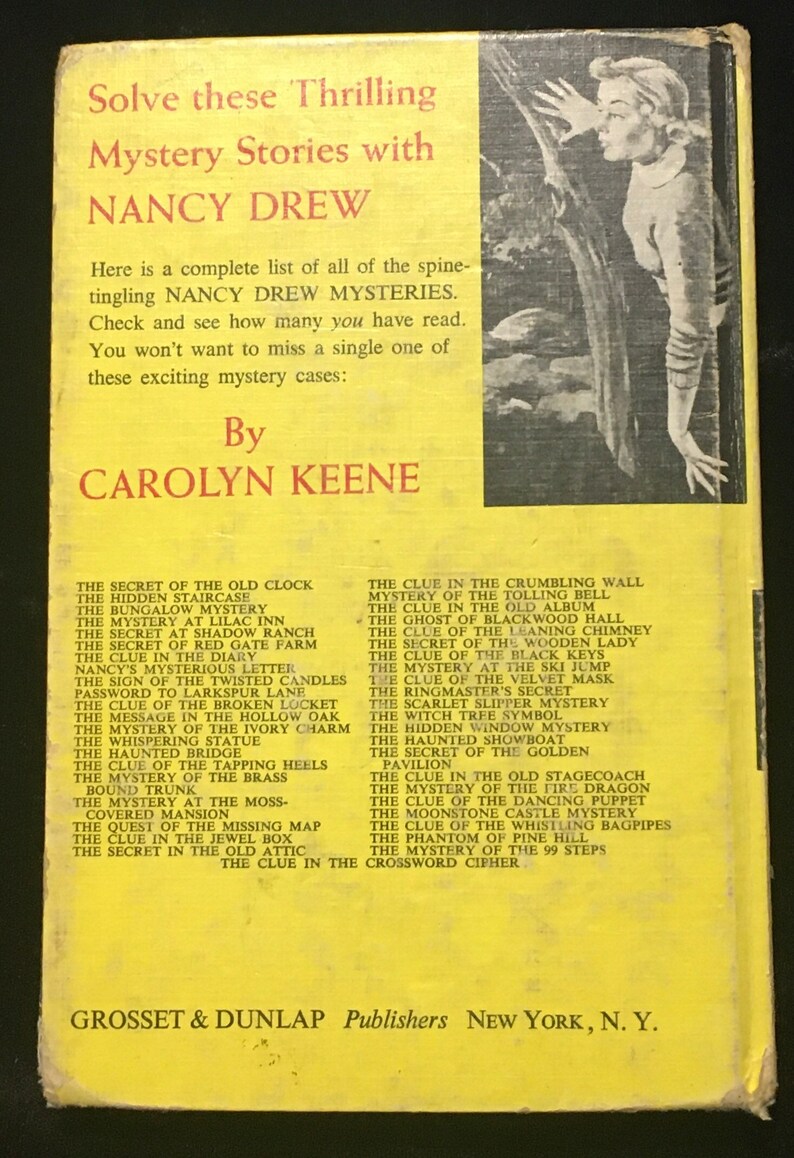 Solve these Thrilling
Mystery Stories with
NANCY DREW
Here is a complete list of all of the spine-
tingling NANCY DREW MYSTERIES.
Check and see how many you have read.
You won't want to miss a single one of
these exciting mystery cases:
By
CAROLYN KEENE
THE SECRET OF THE OLD CLOCK
THE HIDDEN STAIRCASE
THE BUNGALOW MYSTERY
THE MYSTERY AT LILAC INN
THE SECRET AT SHADOW RANCH
THE SECRET OF RED GATE FARM
THE CLUE IN THE DIARY
NANCY'S MYSTERIOUS LETTER
THE SIGN OF THE TWISTED CANDLES
PASSWORD TO LARKSPUR LANE
THE CLUE OF THE BROKEN LOCKET
THE MESSAGE IN THE HOLLOW OAK
THE MYSTERY OF THE IVORY CHARM
THE WHISPERING STATUE
THE HAUNTED BRIDGE
THE CLUE OF THE TAPPING HEELS
THE MYSTERY OF THE BRASS
BOUND TRUNK
THE MYSTERY AT THE MOSS-
COVERED MANSION
THE QUEST OF THE MISSING MAP
THE CLUE IN THE JEWEL BOX
THE SECRET IN THE OLD ATTIC
THE CLUE IN THE CRUMBLING WALL
MYSTERY OF THE TOLLING BELL
THE CLUE IN THE OLD ALBUM
THE GHOST OF BLACKWOOD HALL
THE CLUE OF THE LEANING CHIMNEY
THE SECRET OF THE WOODEN LADY
THE CLUE OF THE BLACK KEYS
THE MYSTERY AT THE SKI JUMP
THE CLUE OF THE VELVET MASK
THE RINGMASTER'S SECRET
THE SCARLET SLIPPER MYSTERY
THE WITCH TREE SYMBOL
THE HIDDEN WINDOW MYSTERY
THE HAUNTED SHOWBOAT
THE SECRET OF THE GOLDEN
PAVILION
THE CLUE IN THE OLD STAGECOACH
THE MYSTERY OF THE FIRE DRAGON
THE CLUE OF THE DANCING PUPPET
THE MOONSTONE CASTLE MYSTERY
THE CLUE OF THE WHISTLING BAGPIPES
THE PHANTOM OF PINE HILL
THE MYSTERY OF THE 99 STEPS
THE CLUE IN THE CROSSWORD CIPHER
GROSSET & DUNLAP Publishers NEW YORK, N. Y.